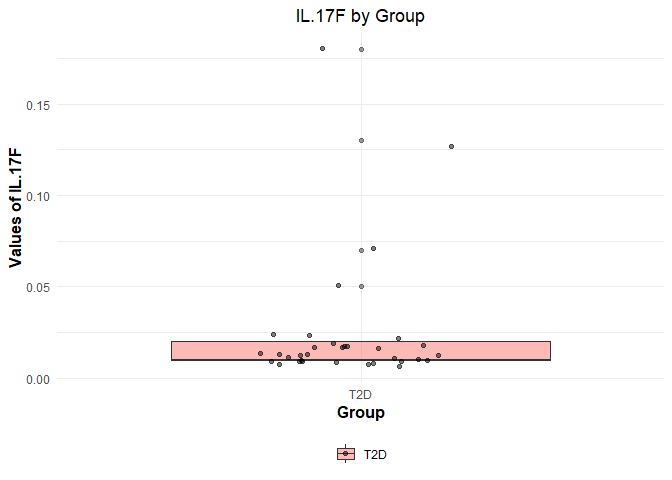 IL.17F by Group
Values of IL.17F
0.15
0.10
0.05
0.00
T2D
Group
T2D